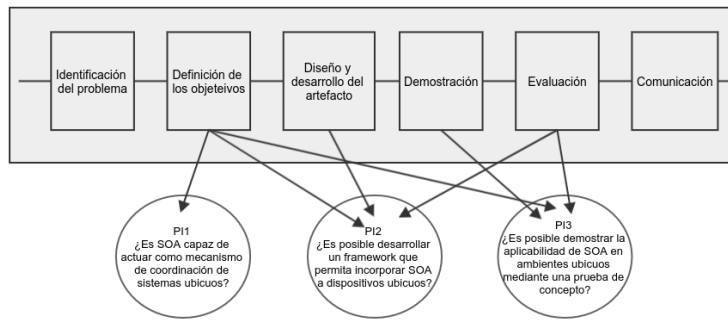 Identificación
del problema
Definición de
los objeteivos
Diseño y
desarrollo del
artefacto
Demostración
Evaluación
Comunicación
PI1
¿Es SOA capaz de
actuar como mecanismo
de coordinación de
sistemas ubicuos?
PI2
¿Es posible desarrollar
un framework que
permita incorporar SOA
a dispositivos ubicuos?
PI3
¿Es posible demostrar la
aplicabilidad de SOA en
ambientes ubicuos
mediante una prueba de
concepto?